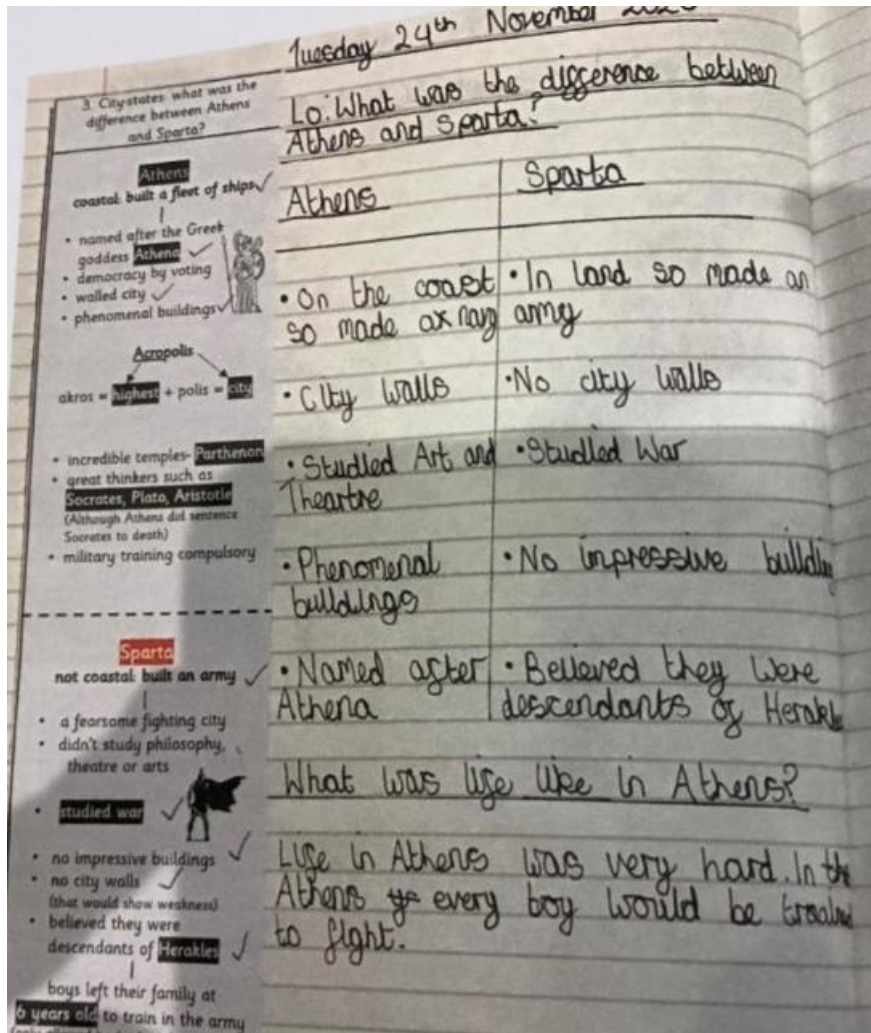 Tuesday 24th November
3. City-states: what was the
difference between Athens
and Sparta?
Athens
coastal: built a fleet of ships
• named after the Greek
goddess Athena
• democracy by voting
• walled city
• phenomenal buildings
Acropolis
akros = highest + polis = city
• incredible temples- Parthenon
• great thinkers such as
Socrates, Plato, Aristotle
(Although Athens did sentence
Socrates to death)
• military training compulsory
Sparta
not coastal: built an army
• a fearsome fighting city
• didn't study philosophy,
theatre or arts
• studied war
• no impressive buildings
• no city walls
(that would show weakness)
• believed they were
descendants of Herakles
boys left their family at
6 years old to train in the army
Lo: What was the difference between
Athens and Sparta?
Athens
• On the coast
so made a navy
• City walls
• Studied Art and
Theartre
• Phenomenal
buildings
• Named after
Athena
Sparta
• In land so made an
army
• No city walls
• Studied War
• No impressive
• Believed they were
descendants of
What was life like in Athens?
Life in Athens was very hard. In the
Athens every boy would be
to fight.